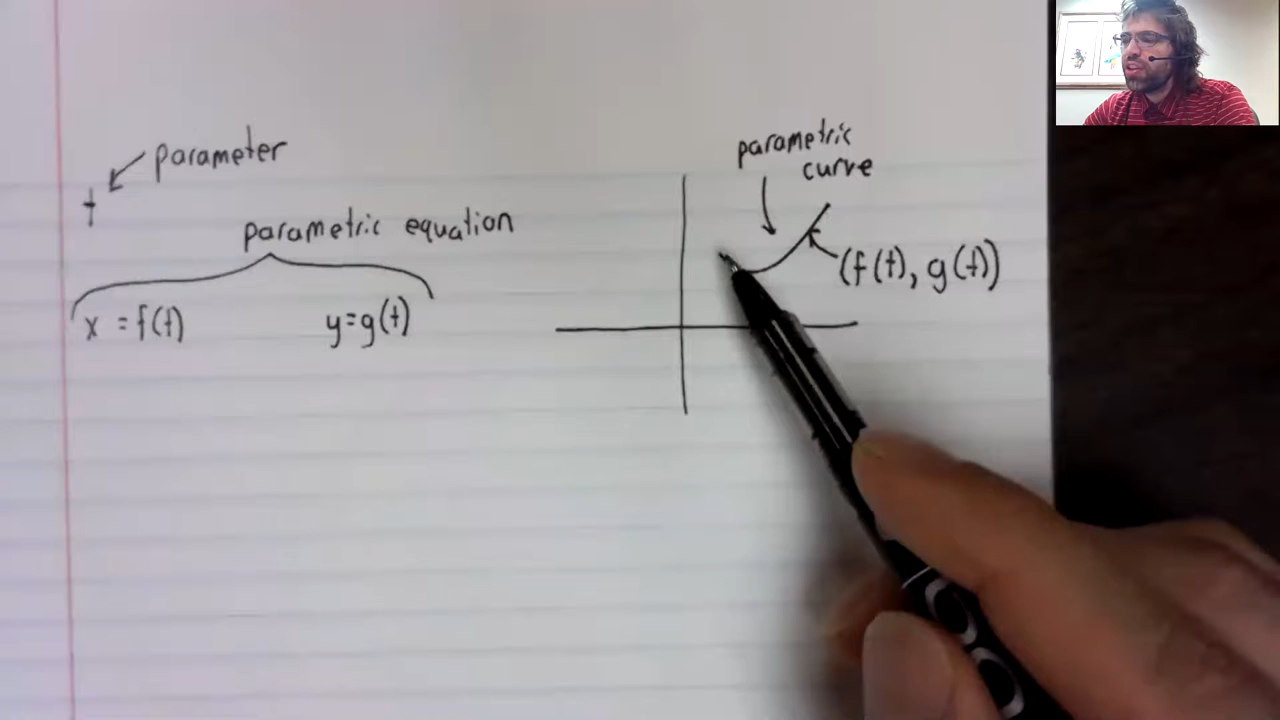 parameter
t
parametric equation
x = f(t)
y=g(t)
parametric
curve
(f(t), g(t))